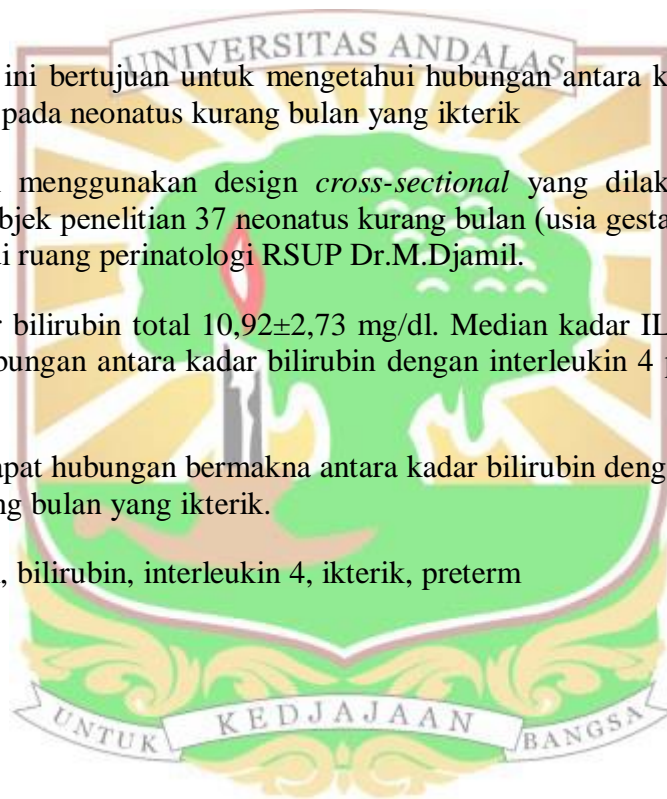 UNIVERSITAS ANDALAS
ini bertujuan untuk mengetahui hubungan antara k
pada neonatus kurang bulan yang ikterik
menggunakan design cross-sectional yang dilak
bjek penelitian 37 neonatus kurang bulan (usia gesta
di ruang perinatologi RSUP Dr.M.Djamil.
bilirubin total 10,92±2,73 mg/dl. Median kadar IL
bungan antara kadar bilirubin dengan interleukin 4 p
apat hubungan bermakna antara kadar bilirubin deng
ng bulan yang ikterik.
, bilirubin, interleukin 4, ikterik, preterm
UNTUK KEDJAJAAN BANGSA